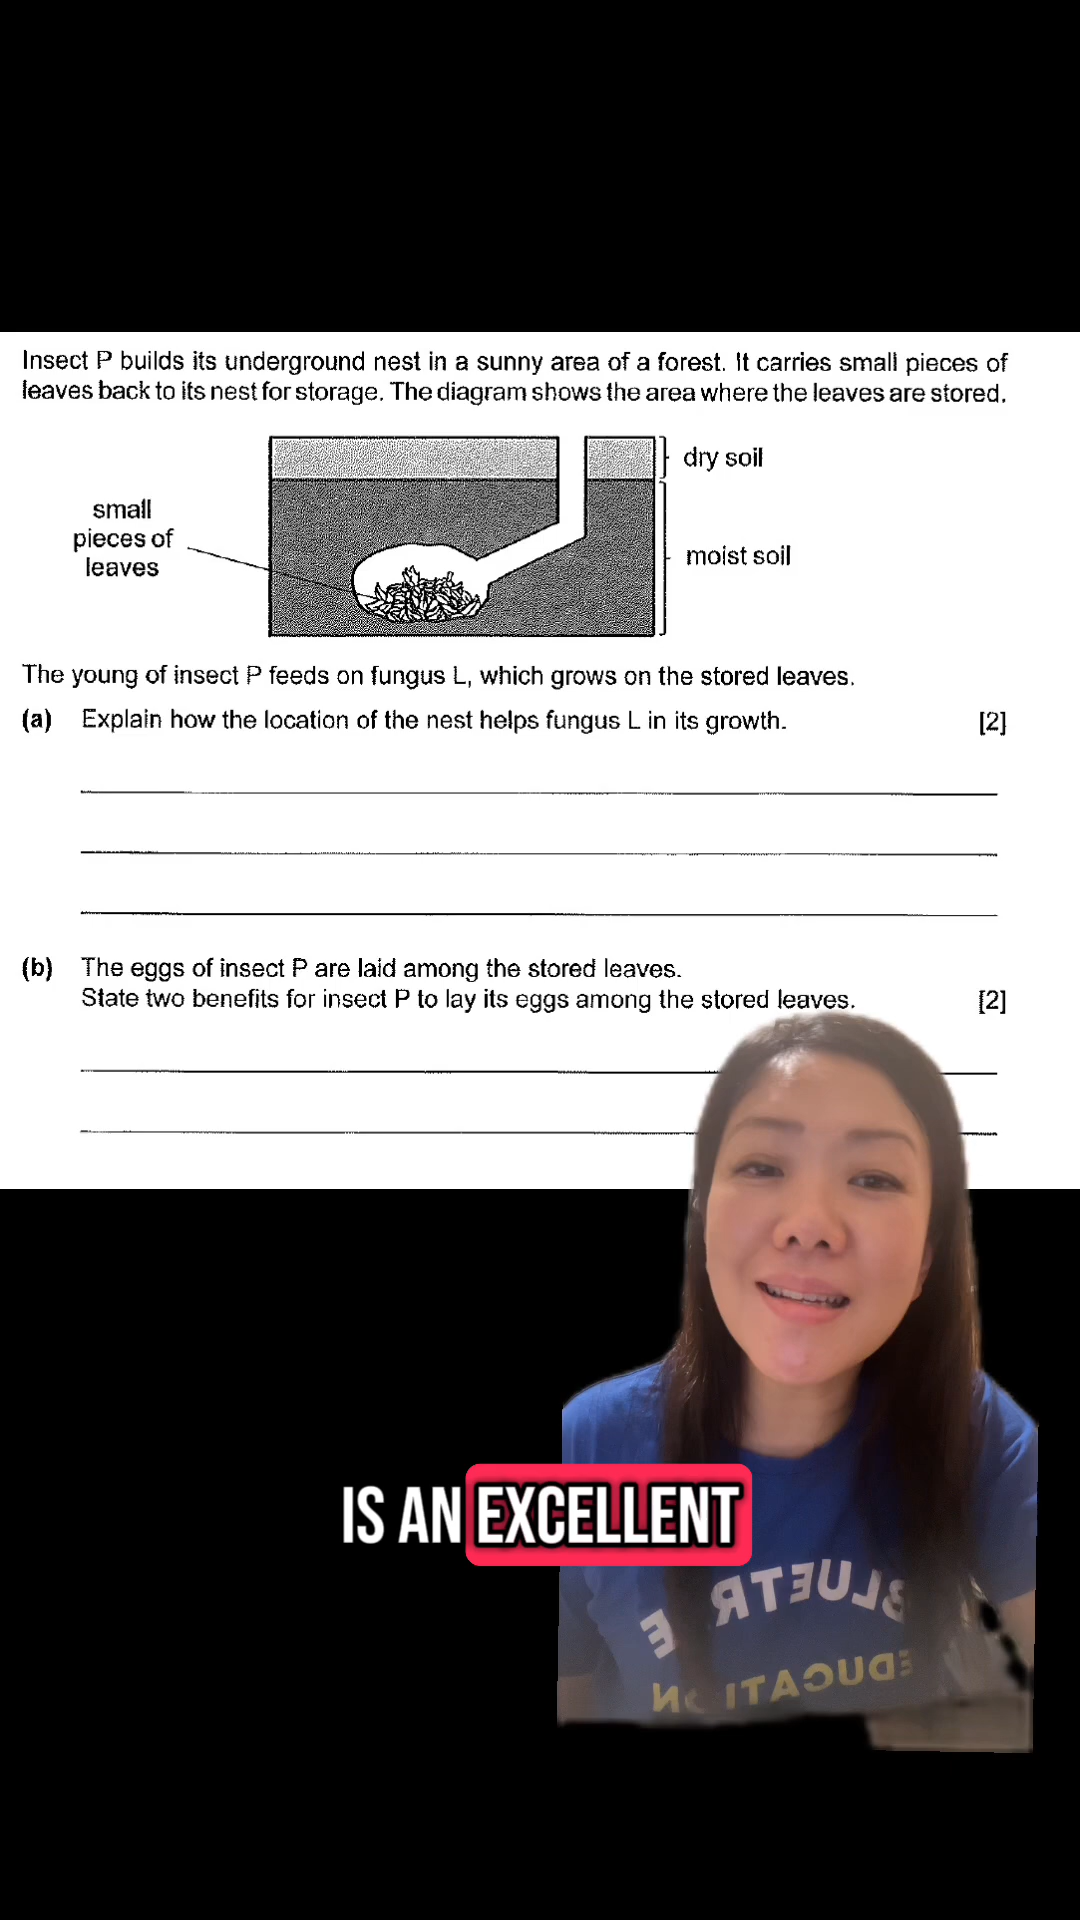 Insect P builds its underground nest in a sunny area of a forest. It carries small pieces of
leaves back to its nest for storage. The diagram shows the area where the leaves are stored.
dry soil
small
pieces of
leaves
moist soil
The young of insect P feeds on fungus L, which grows on the stored leaves.
(a) Explain how the location of the nest helps fungus L in its growth. [2]
(b) The eggs of insect P are laid among the stored leaves.
State two benefits for insect P to lay its eggs among the stored leaves. [2]
IS AN EXCELLENT